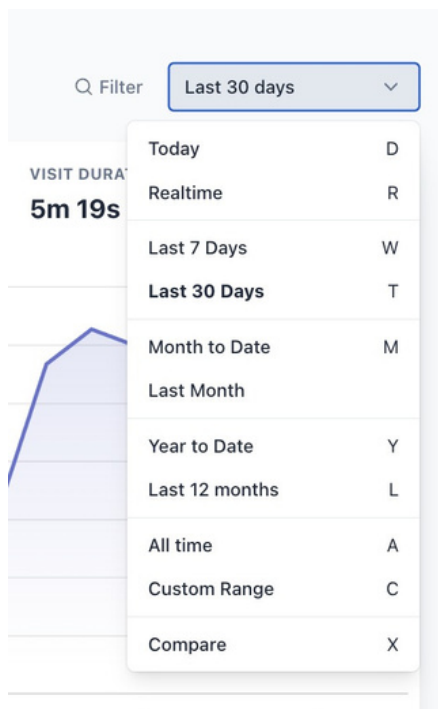 Filter
Last 30 days
VISIT DURA
5m 19s
Today D
Realtime R
Last 7 Days W
Last 30 Days T
Month to Date M
Last Month
Year to Date Y
Last 12 months L
All time A
Custom Range C
Compare X